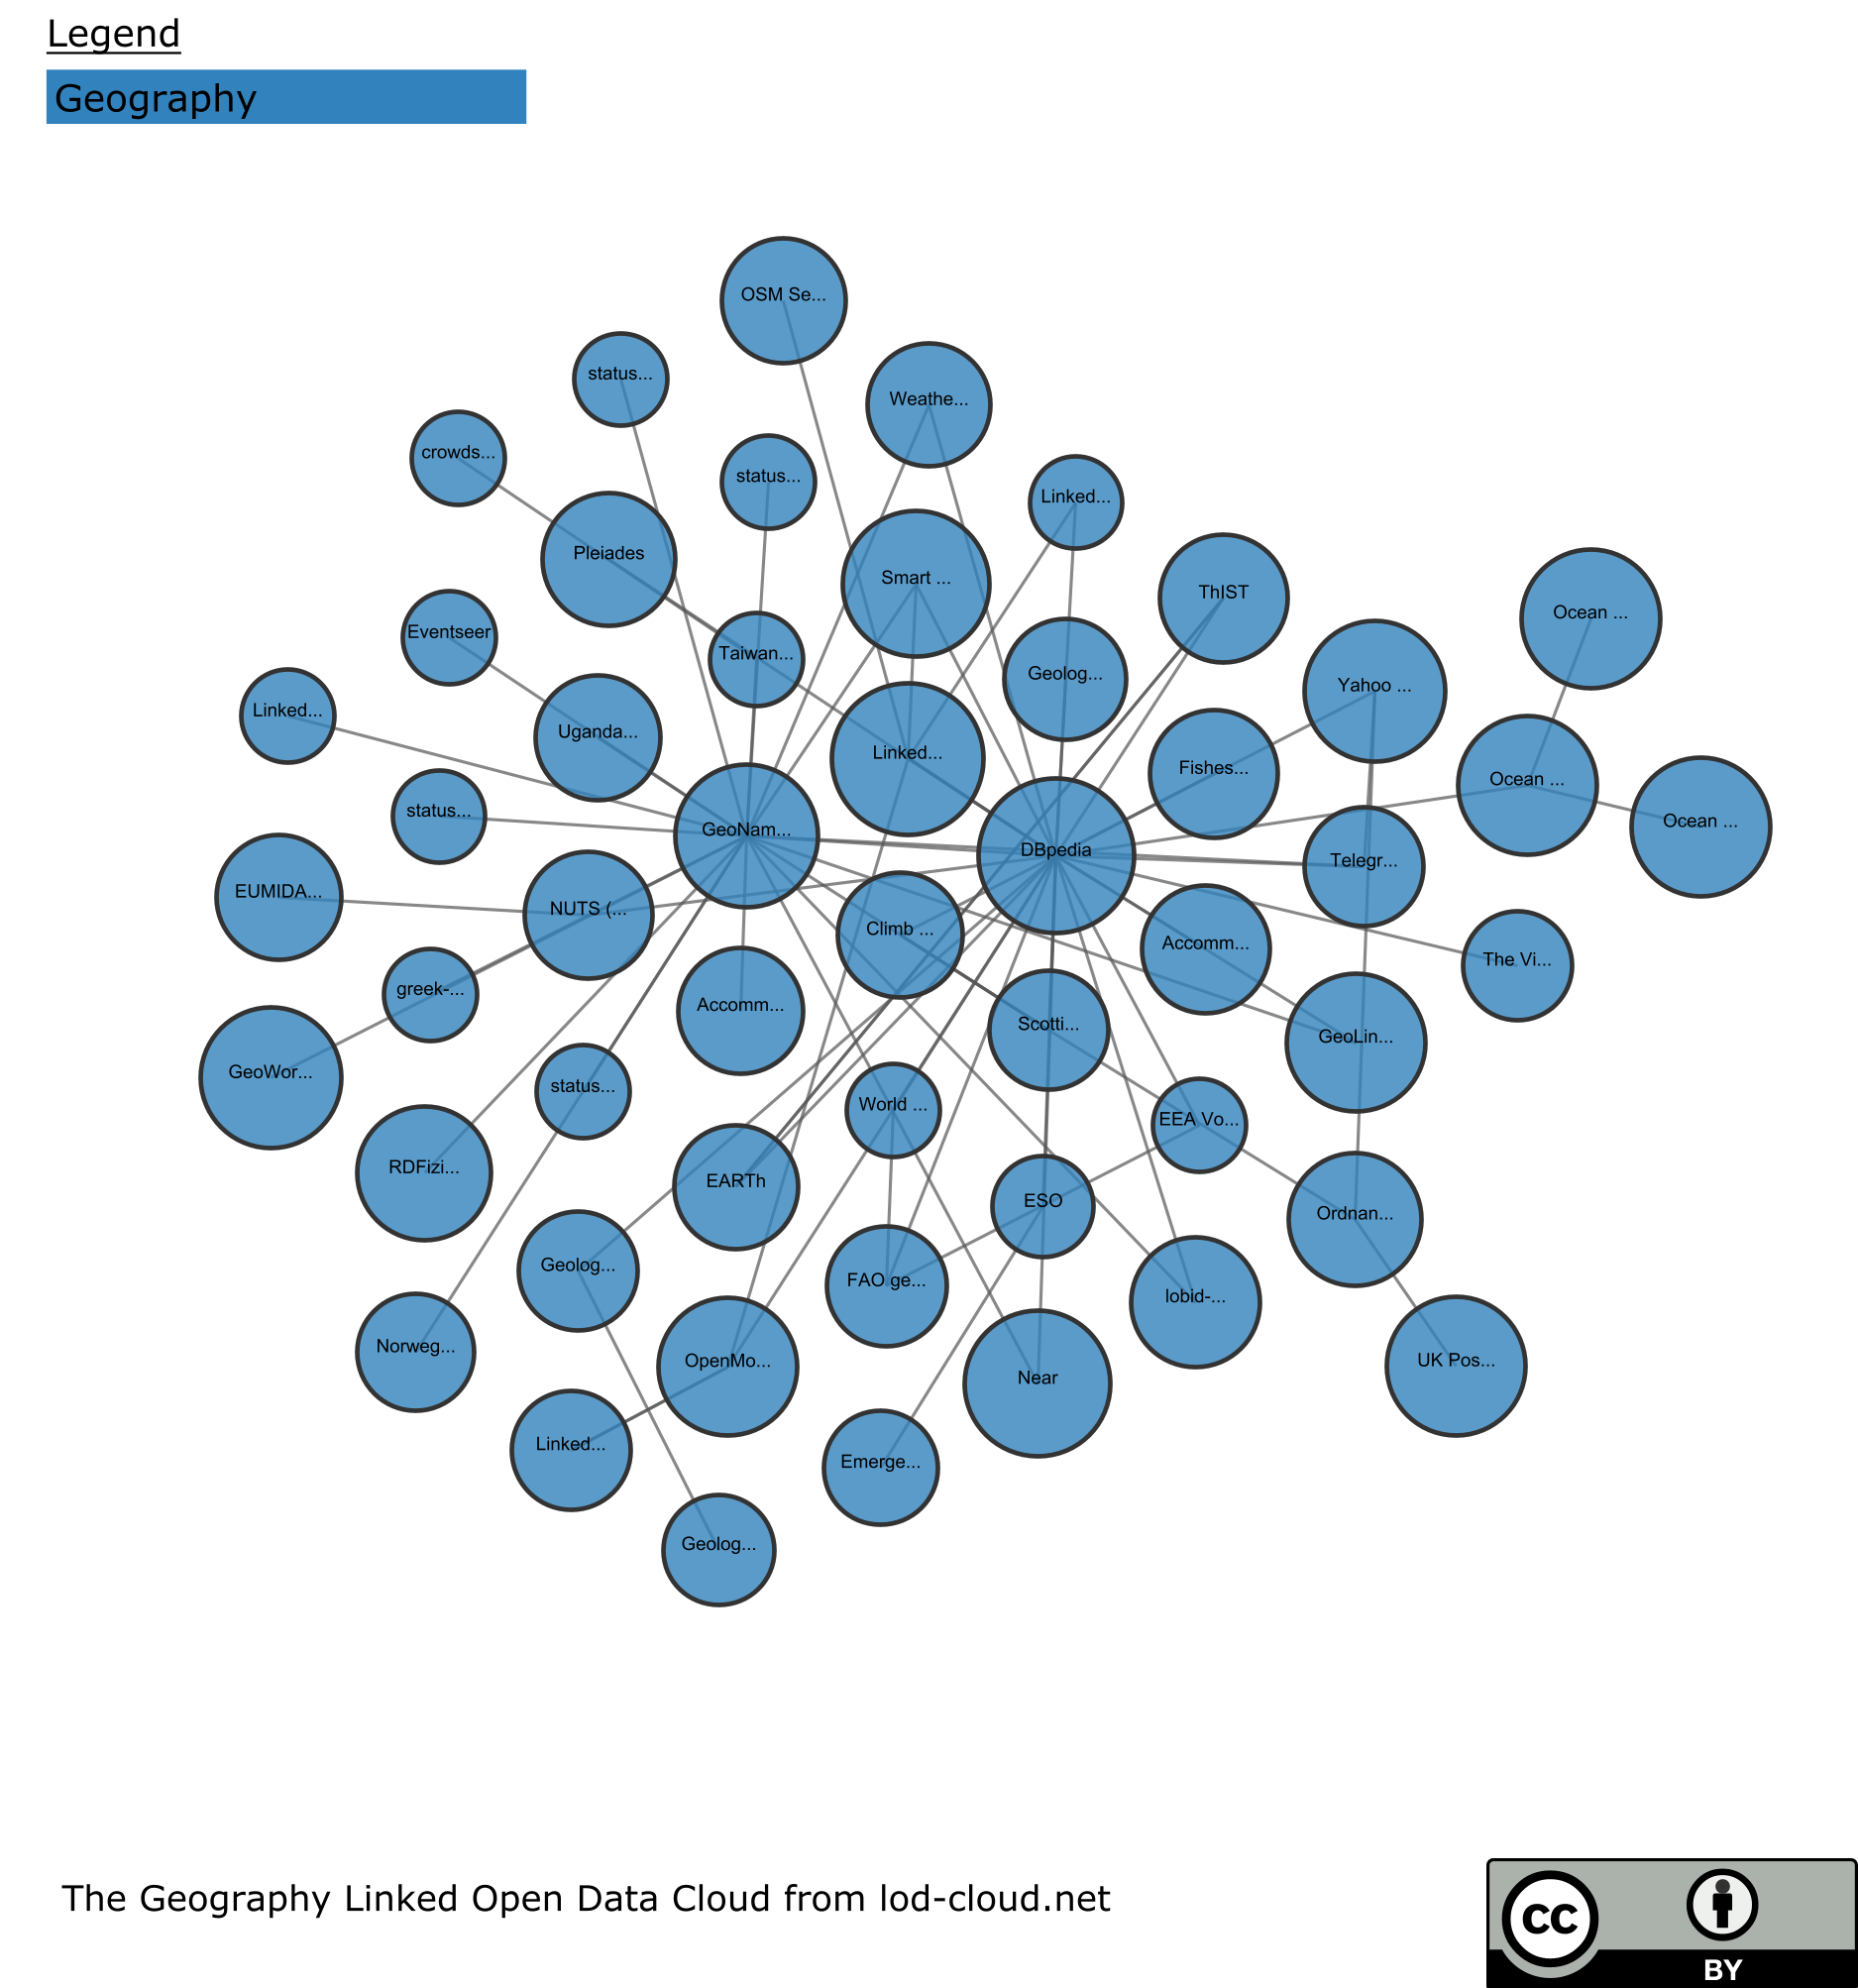 Legend
Geography
OSM Se...
status...
Weathe...
crowds...
status...
Linked...
Pleiades
Smart ...
ThIST
Ocean ...
Eventseer
Taiwan...
Geolog...
Yahoo ...
Linked...
Uganda...
Linked...
Fishes...
Ocean ...
status...
GeoNam...
DBpedia
Telegr...
Ocean ...
EUMIDA...
NUTS (...
Climb ...
Accomm...
The Vi...
greek-...
Accomm...
Scotti...
GeoLin...
GeoWor...
status...
World ...
EEA Vo...
RDFizi...
EARTh
ESO
Ordnan...
Geolog...
FAO ge...
lobid-...
Norweg...
OpenMo...
Near
UK Pos...
Linked...
Emerge...
Geolog...
The Geography Linked Open Data Cloud from lod-cloud.net
cc
BY